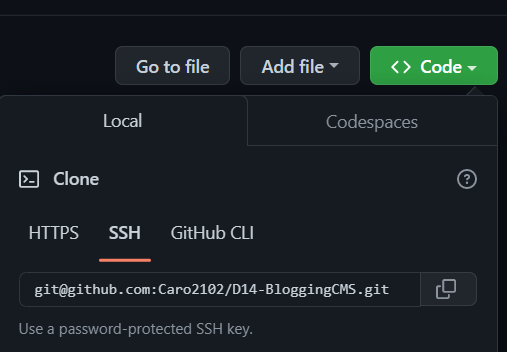 Go to file Add file <> Code
Local Codespaces
Clone
HTTPS SSH GitHub CLI
git@github.com:Caro2102/D14-BloggingCMS.git
Use a password-protected SSH key.